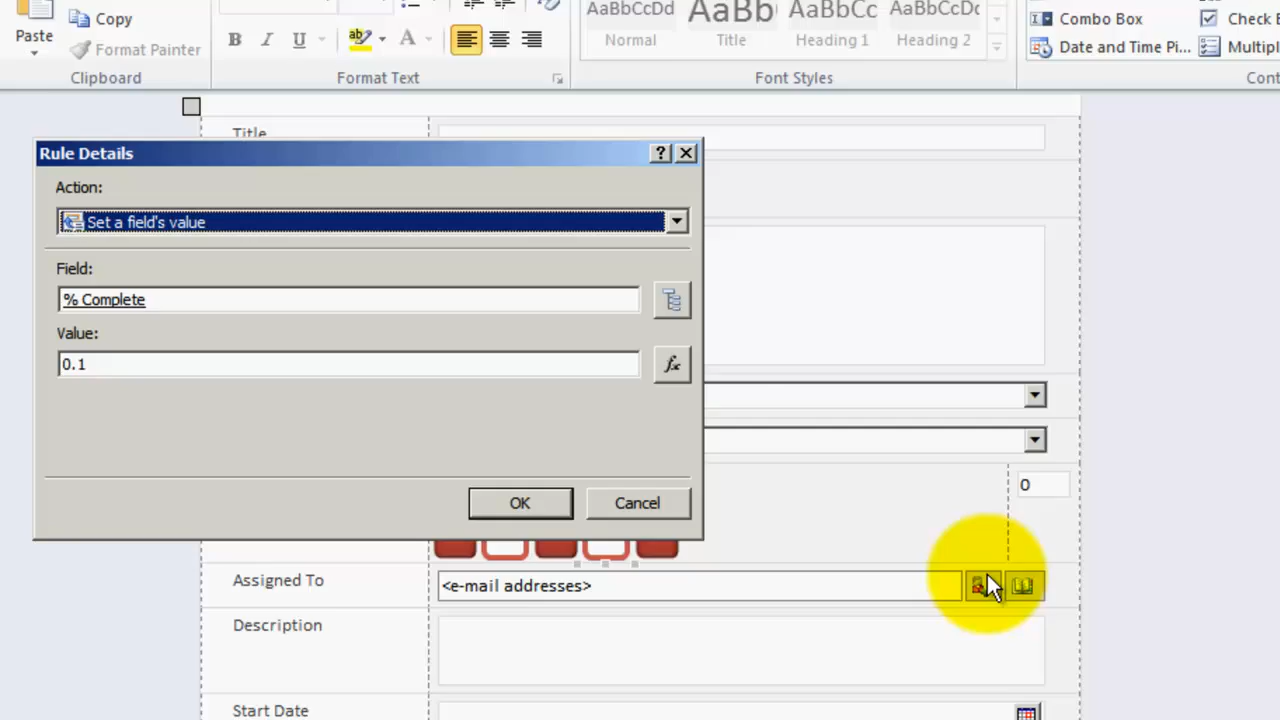 Copy
Paste
Format Painter
Clipboard
B I U
ab A
Format Text
AaBbCcDd AaBb AaBbCc AaBbCcDc
Normal Title Heading 1 Heading 2
Font Styles
Combo Box Check
Date and Time Pi...
Title
Rule Details
Action:
Set a field's value
Field:
% Complete
Value:
0.1
fx
OK Cancel
0
Assigned To <e-mail addresses>
Description
Start Date